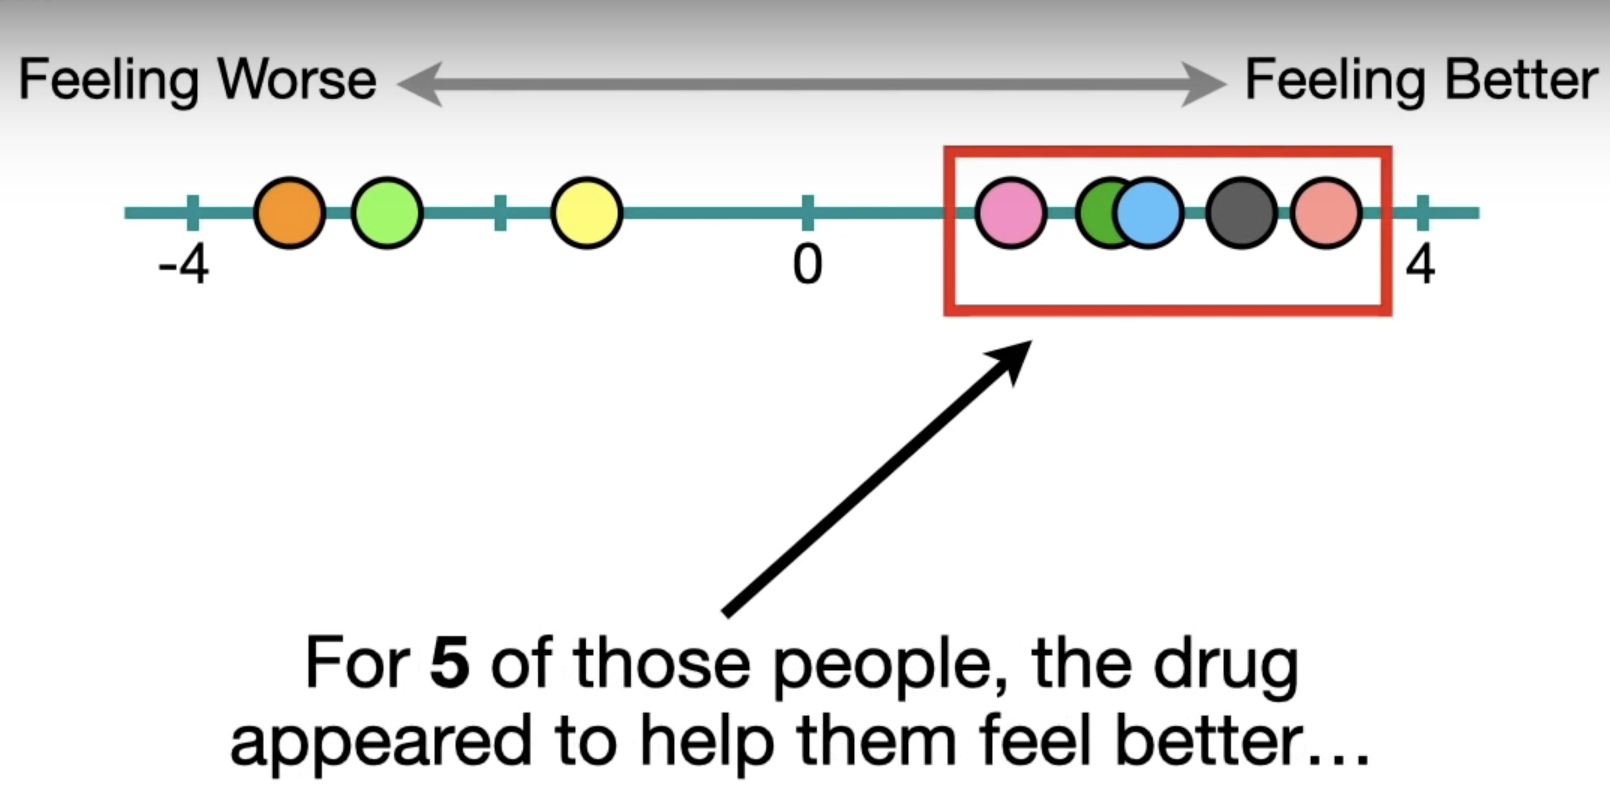 Feeling Worse Feeling Better
-4 0 4
For 5 of those people, the drug
appeared to help them feel better…